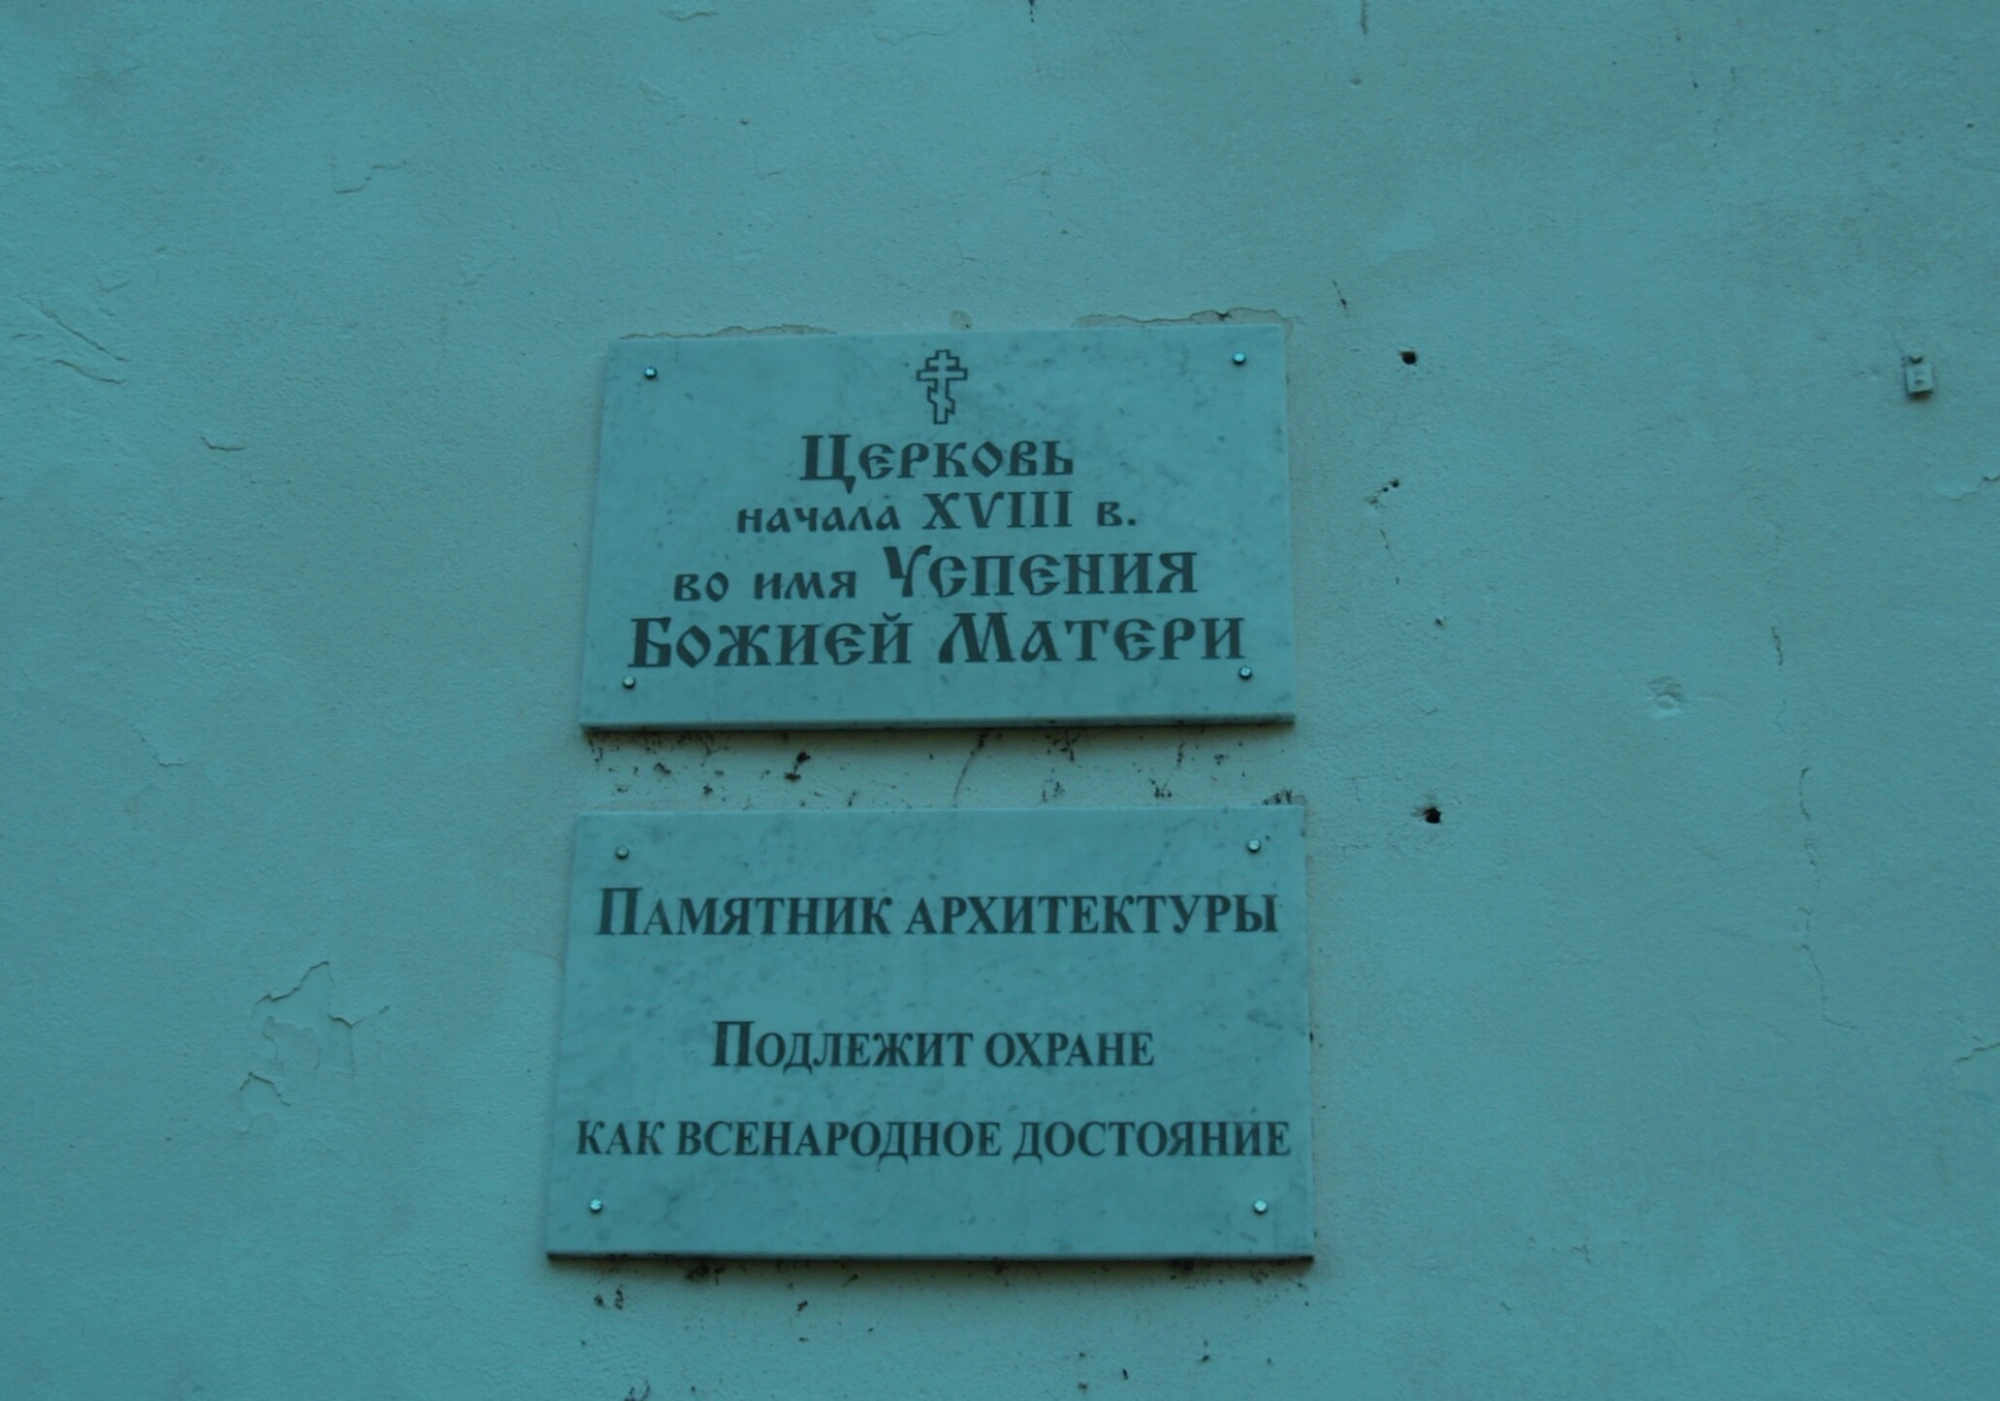 Церковь
начала XVIII в.
во имя Успения
Божией Матери
Памятник архитектуры
Подлежит охране
как всенародное достояние